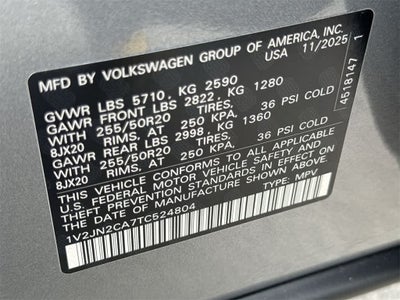 MFD BY VOLKSWAGEN GROUP OF AMERICA, INC.
USA 11/2025
GVWR LBS 5710, KG 2590
GAWR FRONT LBS 2822, KG 1280
255/50R20 TIRES,
8JX20 RIMS, AT 250 KPA, 36 PSI COLD
GAWR REAR LBS 2998, KG 1360
255/50R20 TIRES,
8JX20 RIMS, AT 250 KPA, 36 PSI COLD
THIS VEHICLE CONFORMS TO ALL APPLICABLE
U.S. FEDERAL MOTOR VEHICLE SAFETY AND
THEFT PREVENTION STANDARDS IN EFFECT
ON THE DATE OF MANUFACTURE SHOWN ABOVE.
1V2JN2CA7TC524804 TYPE: MPV
4518147 1